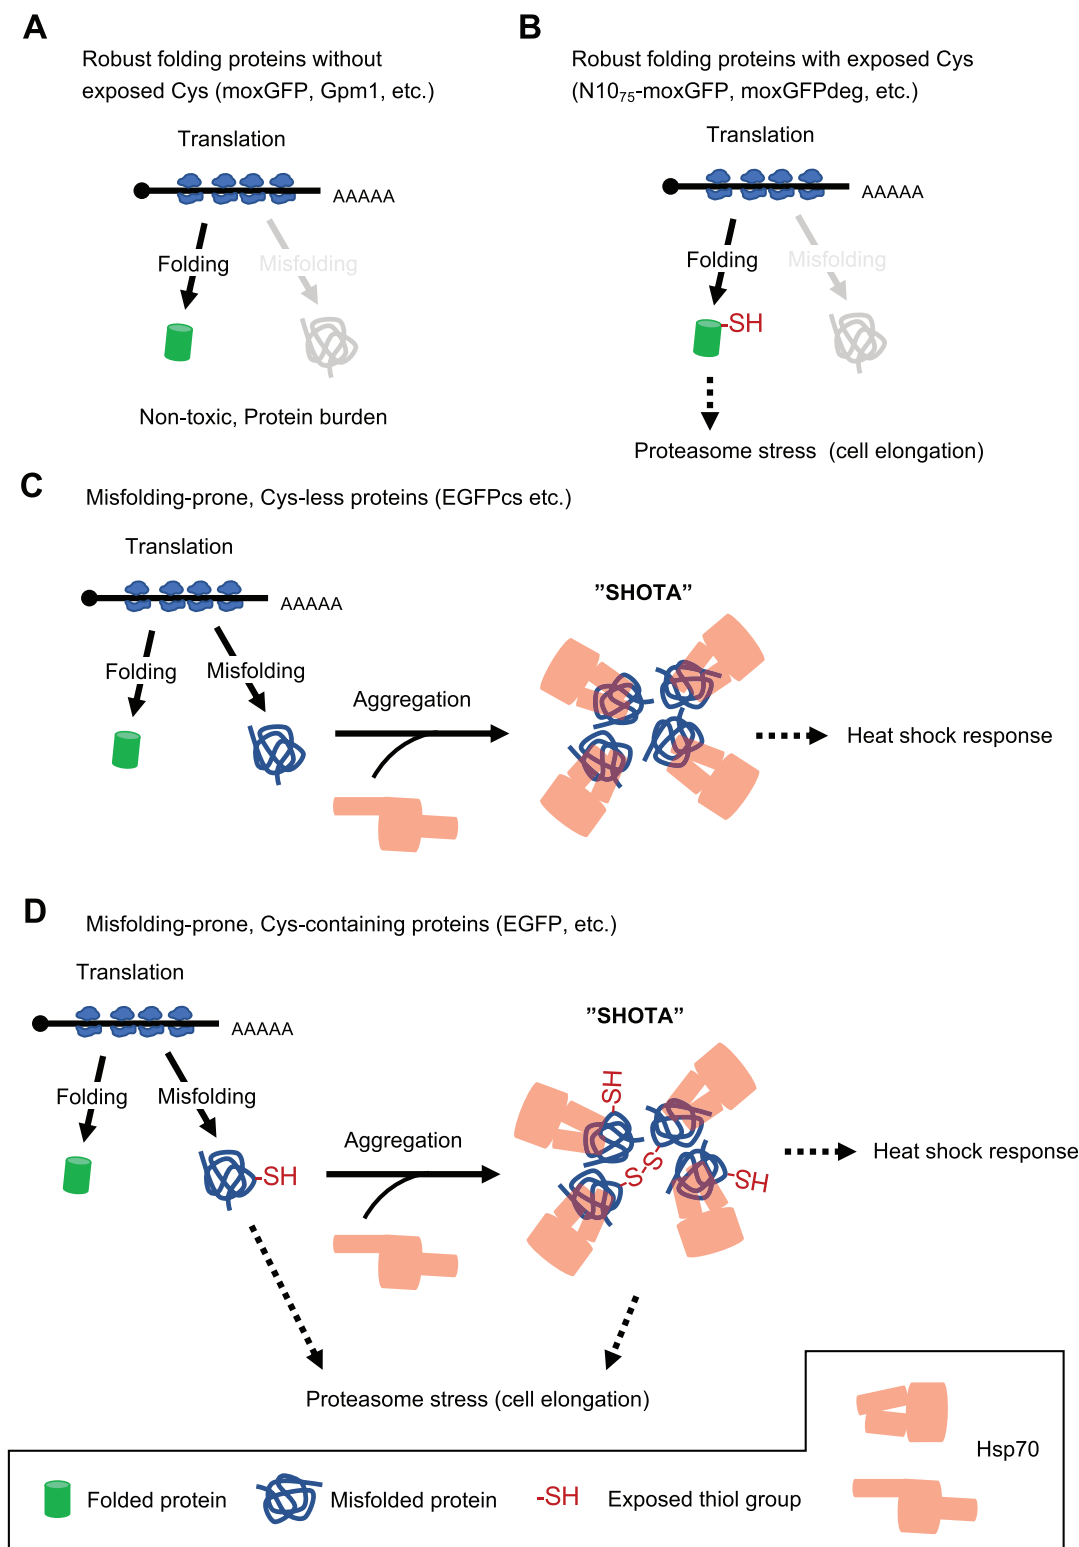 A
Robust folding proteins without
exposed Cys (moxGFP, Gpm1, etc.)
Translation
AAAAA
Folding
Misfolding
Non-toxic, Protein burden
B
Robust folding proteins with exposed Cys
(N10₇₅-moxGFP, moxGFPdeg, etc.)
Translation
AAAAA
Folding
Misfolding
-SH
Proteasome stress (cell elongation)
C
Misfolding-prone, Cys-less proteins (EGFPcs etc.)
Translation
AAAAA
Folding
Misfolding
Aggregation
”SHOTA”
Heat shock response
D
Misfolding-prone, Cys-containing proteins (EGFP, etc.)
Translation
AAAAA
Folding
Misfolding
-SH
Aggregation
”SHOTA”
-SH
-S-S-
-SH
Heat shock response
Proteasome stress (cell elongation)
Folded protein
Misfolded protein
-SH
Exposed thiol group
Hsp70